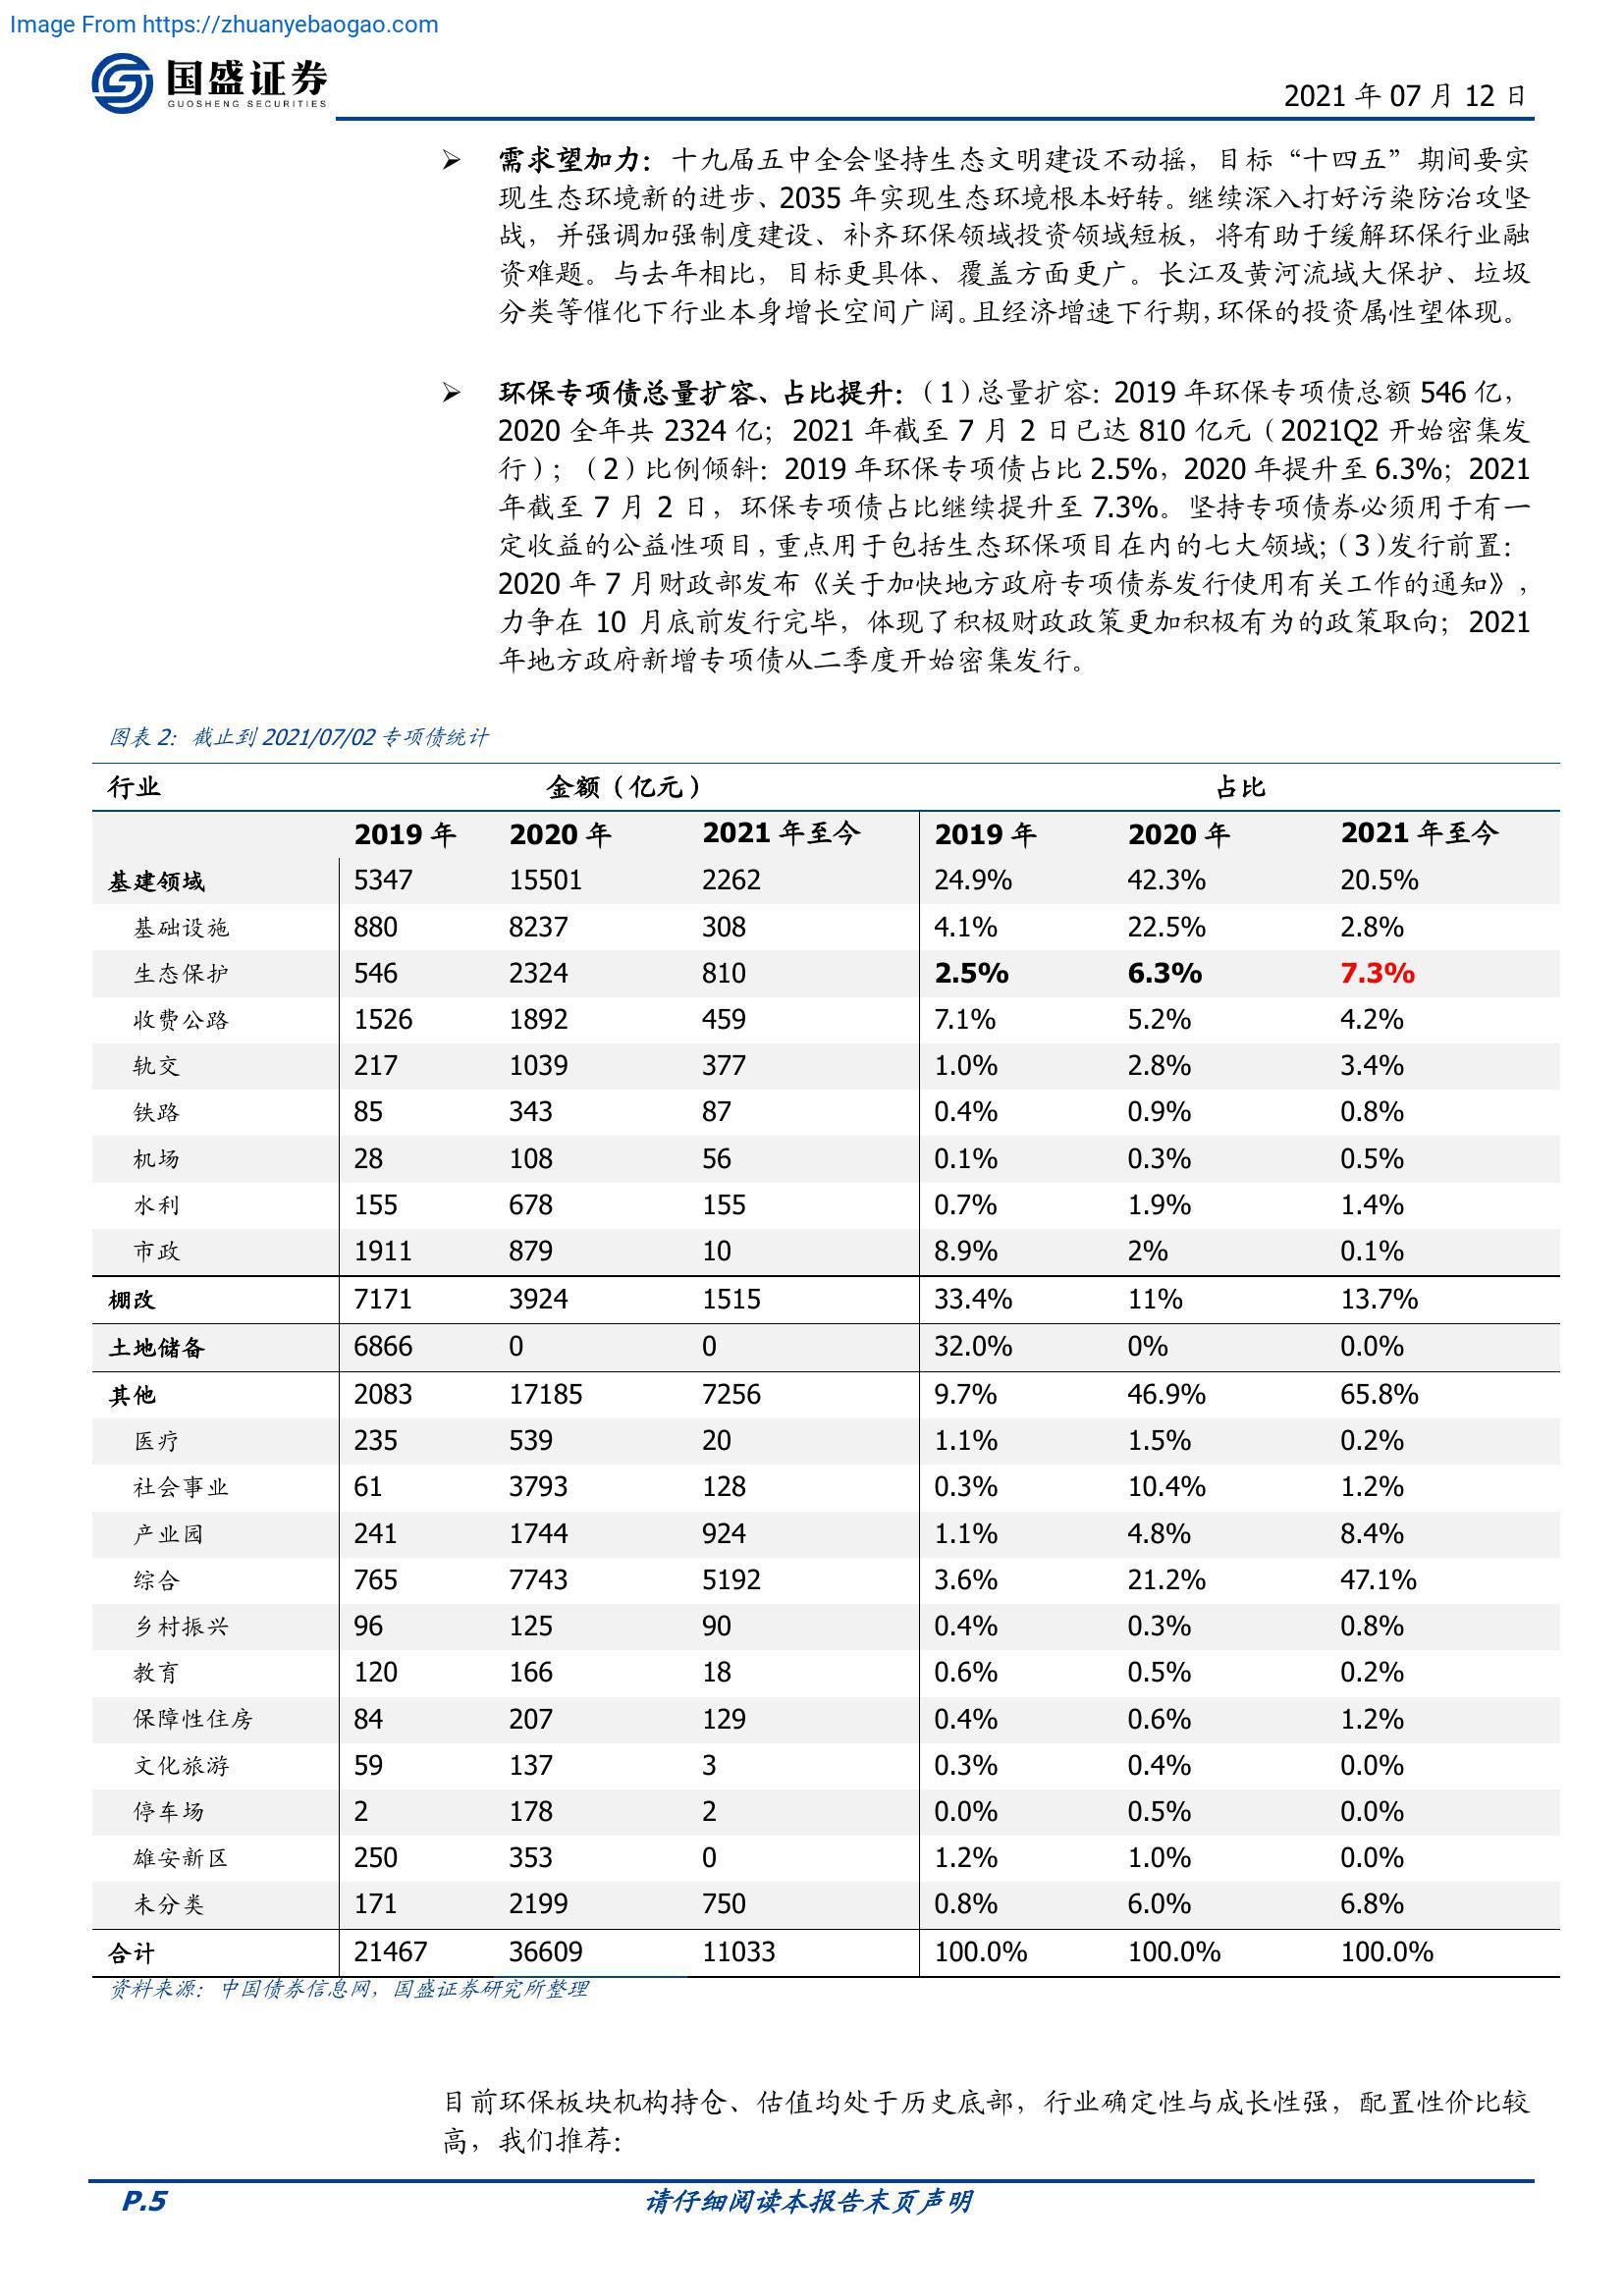 Image From https://zhuanyebaogao.com
国盛证券
GUOSHENG SECURITIES
2021 年 07 月 12 日
➢ 需求望加力：十九届五中全会坚持生态文明建设不动摇，目标“十四五”期间要实
现生态环境新的进步、2035 年实现生态环境根本好转。继续深入打好污染防治攻坚
战，并强调加强制度建设、补齐环保领域投资领域短板，将有助于缓解环保行业融
资难题。与去年相比，目标更具体、覆盖方面更广。长江及黄河流域大保护、垃圾
分类等催化下行业本身增长空间广阔。且经济增速下行期，环保的投资属性望体现。
➢ 环保专项债总量扩容、占比提升：（1）总量扩容：2019 年环保专项债总额 546 亿，
2020 全年共 2324 亿；2021 年截至 7 月 2 日已达 810 亿元（2021Q2 开始密集发
行）；（2）比例倾斜：2019 年环保专项债占比 2.5%，2020 年提升至 6.3%；2021
年截至 7 月 2 日，环保专项债占比继续提升至 7.3%。坚持专项债券必须用于有一
定收益的公益性项目，重点用于包括生态环保项目在内的七大领域；（3）发行前置：
2020 年 7 月财政部发布《关于加快地方政府专项债券发行使用有关工作的通知》，
力争在 10 月底前发行完毕，体现了积极财政政策更加积极有为的政策取向；2021
年地方政府新增专项债从二季度开始密集发行。
图表 2：截止到 2021/07/02 专项债统计
行业 金额（亿元） 占比
2019 年 2020 年 2021 年至今 2019 年 2020 年 2021 年至今
基建领域 5347 15501 2262 24.9% 42.3% 20.5%
基础设施 880 8237 308 4.1% 22.5% 2.8%
生态保护 546 2324 810 2.5% 6.3% 7.3%
收费公路 1526 1892 459 7.1% 5.2% 4.2%
轨交 217 1039 377 1.0% 2.8% 3.4%
铁路 85 343 87 0.4% 0.9% 0.8%
机场 28 108 56 0.1% 0.3% 0.5%
水利 155 678 155 0.7% 1.9% 1.4%
市政 1911 879 10 8.9% 2% 0.1%
棚改 7171 3924 1515 33.4% 11% 13.7%
土地储备 6866 0 0 32.0% 0% 0.0%
其他 2083 17185 7256 9.7% 46.9% 65.8%
医疗 235 539 20 1.1% 1.5% 0.2%
社会事业 61 3793 128 0.3% 10.4% 1.2%
产业园 241 1744 924 1.1% 4.8% 8.4%
综合 765 7743 5192 3.6% 21.2% 47.1%
乡村振兴 96 125 90 0.4% 0.3% 0.8%
教育 120 166 18 0.6% 0.5% 0.2%
保障性住房 84 207 129 0.4% 0.6% 1.2%
文化旅游 59 137 3 0.3% 0.4% 0.0%
停车场 2 178 2 0.0% 0.5% 0.0%
雄安新区 250 353 0 1.2% 1.0% 0.0%
未分类 171 2199 750 0.8% 6.0% 6.8%
合计 21467 36609 11033 100.0% 100.0% 100.0%
资料来源：中国债券信息网，国盛证券研究所整理
目前环保板块机构持仓、估值均处于历史底部，行业确定性与成长性强，配置性价比较
高，我们推荐：
P.5 请仔细阅读本报告末页声明